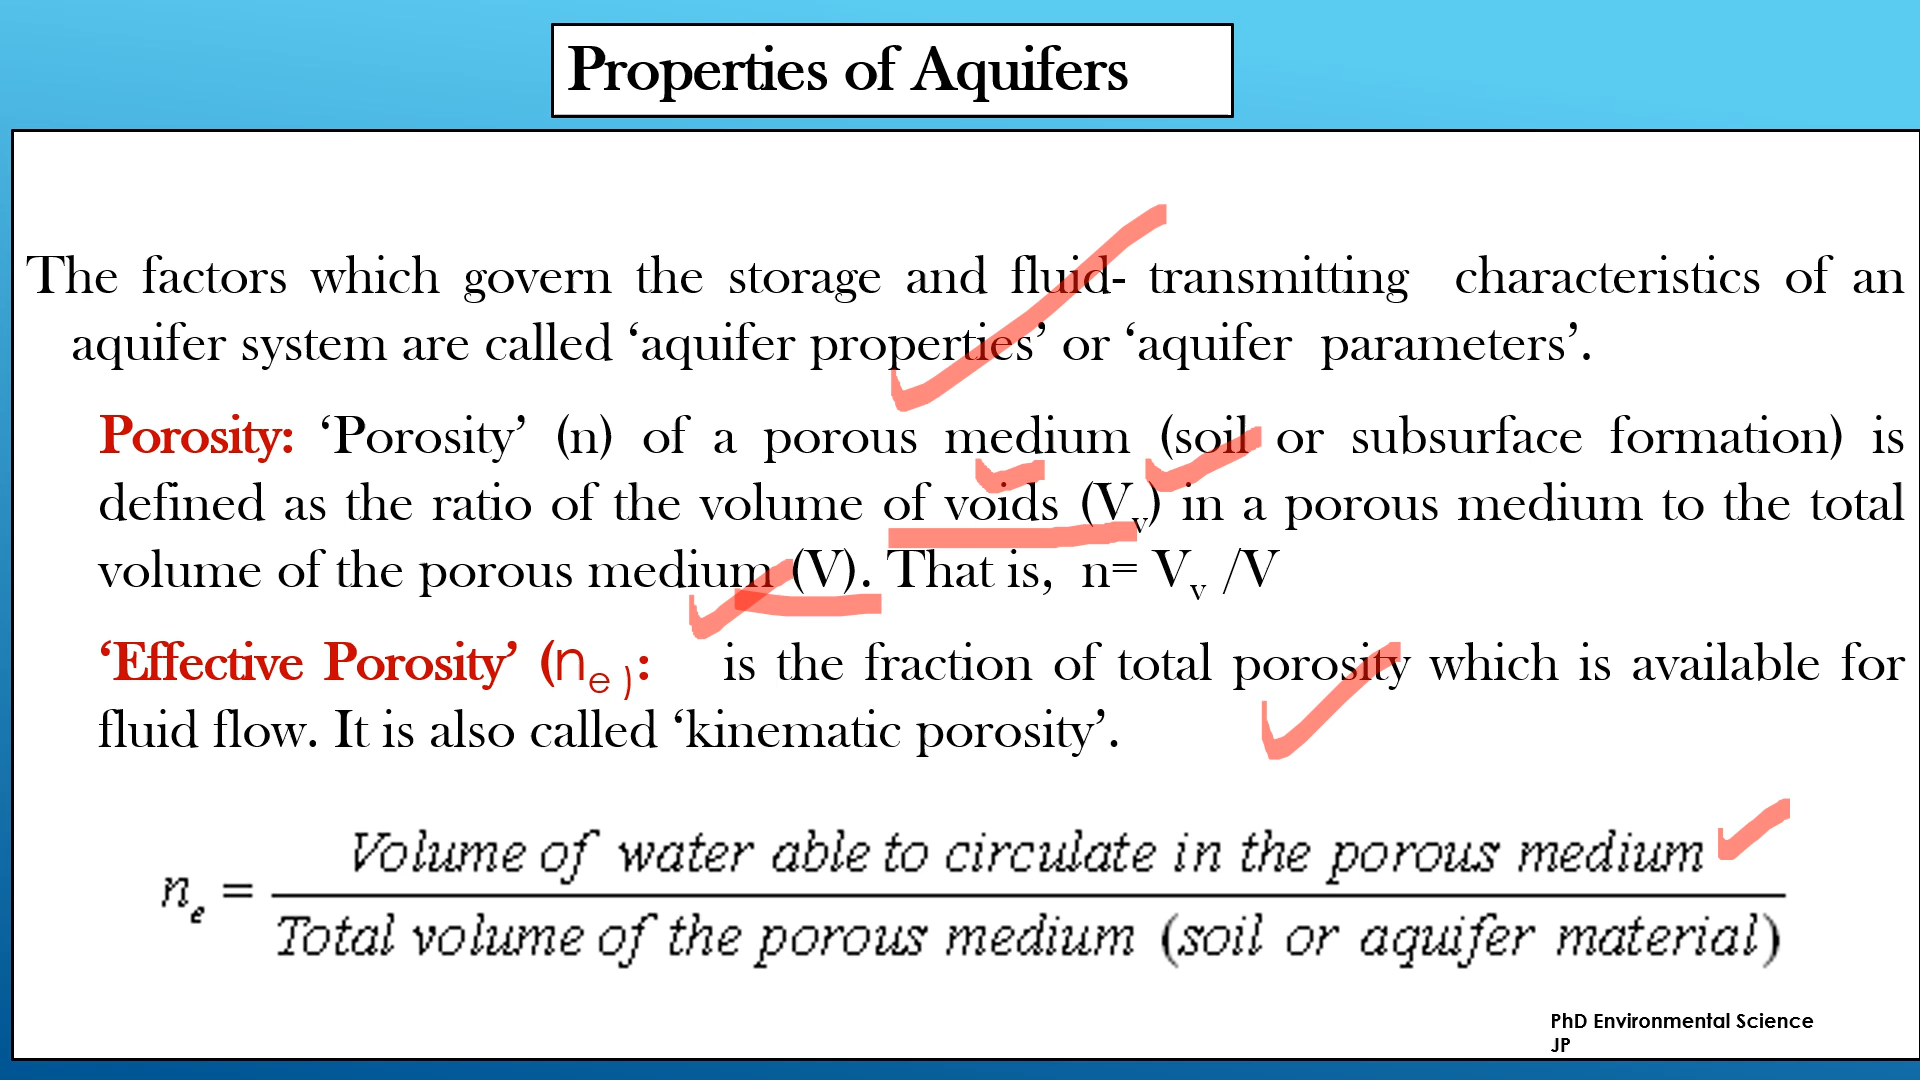 Properties of Aquifers
The factors which govern the storage and fluid- transmitting characteristics of an
aquifer system are called ‘aquifer properties’ or ‘aquifer parameters’.
Porosity: ‘Porosity’ (n) of a porous medium (soil or subsurface formation) is
defined as the ratio of the volume of voids (Vv) in a porous medium to the total
volume of the porous medium (V). That is, n= Vv /V
‘Effective Porosity’ (ne ): is the fraction of total porosity which is available for
fluid flow. It is also called ‘kinematic porosity’.
Volume of water able to circulate in the porous medium
ne =
Total volume of the porous medium (soil or aquifer material)
PhD Environmental Science
JP